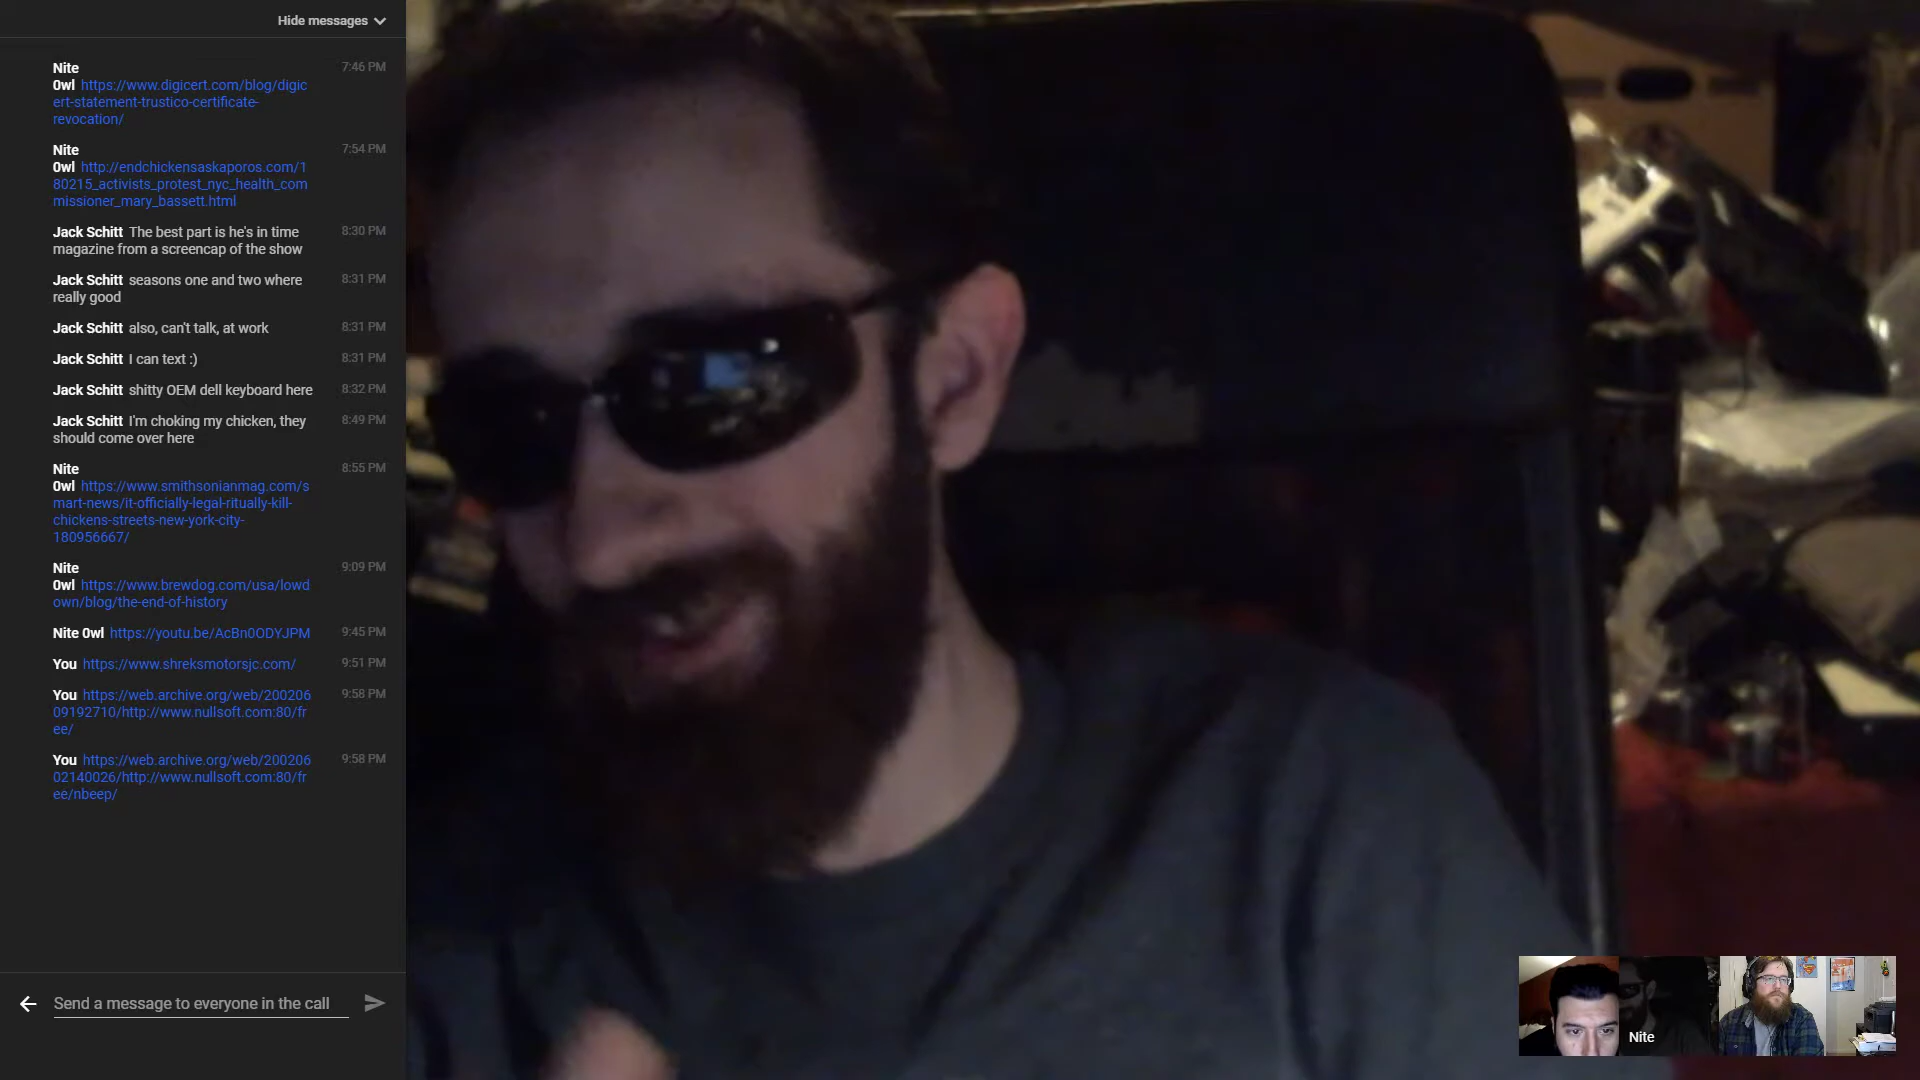 Hide messages
Nite 7:46 PM
0wl https://www.digicert.com/blog/digic
ert-statement-trustico-certificate-
revocation/
Nite 7:54 PM
0wl http://endchickensaskaporos.com/1
80215_activists_protest_nyc_health_com
missioner_mary_bassett.html
Jack Schitt The best part is he's in time 8:30 PM
magazine from a screencap of the show
Jack Schitt seasons one and two where 8:31 PM
really good
Jack Schitt also, can't talk, at work 8:31 PM
Jack Schitt I can text :) 8:31 PM
Jack Schitt shitty OEM dell keyboard here 8:32 PM
Jack Schitt I'm choking my chicken, they 8:49 PM
should come over here
Nite 8:55 PM
0wl https://www.smithsonianmag.com/s
mart-news/it-officially-legal-ritually-kill-
chickens-streets-new-york-city-
180956667/
Nite 9:09 PM
0wl https://www.brewdog.com/usa/lowd
own/blog/the-end-of-history
Nite 0wl https://youtu.be/AcBn0ODYJPM 9:45 PM
You https://www.shreksmotorsjc.com/ 9:51 PM
You https://web.archive.org/web/200206 9:58 PM
09192710/http://www.nullsoft.com:80/fr
ee/
You https://web.archive.org/web/200206 9:58 PM
02140026/http://www.nullsoft.com:80/fr
ee/nbeep/
Send a message to everyone in the call
Nite